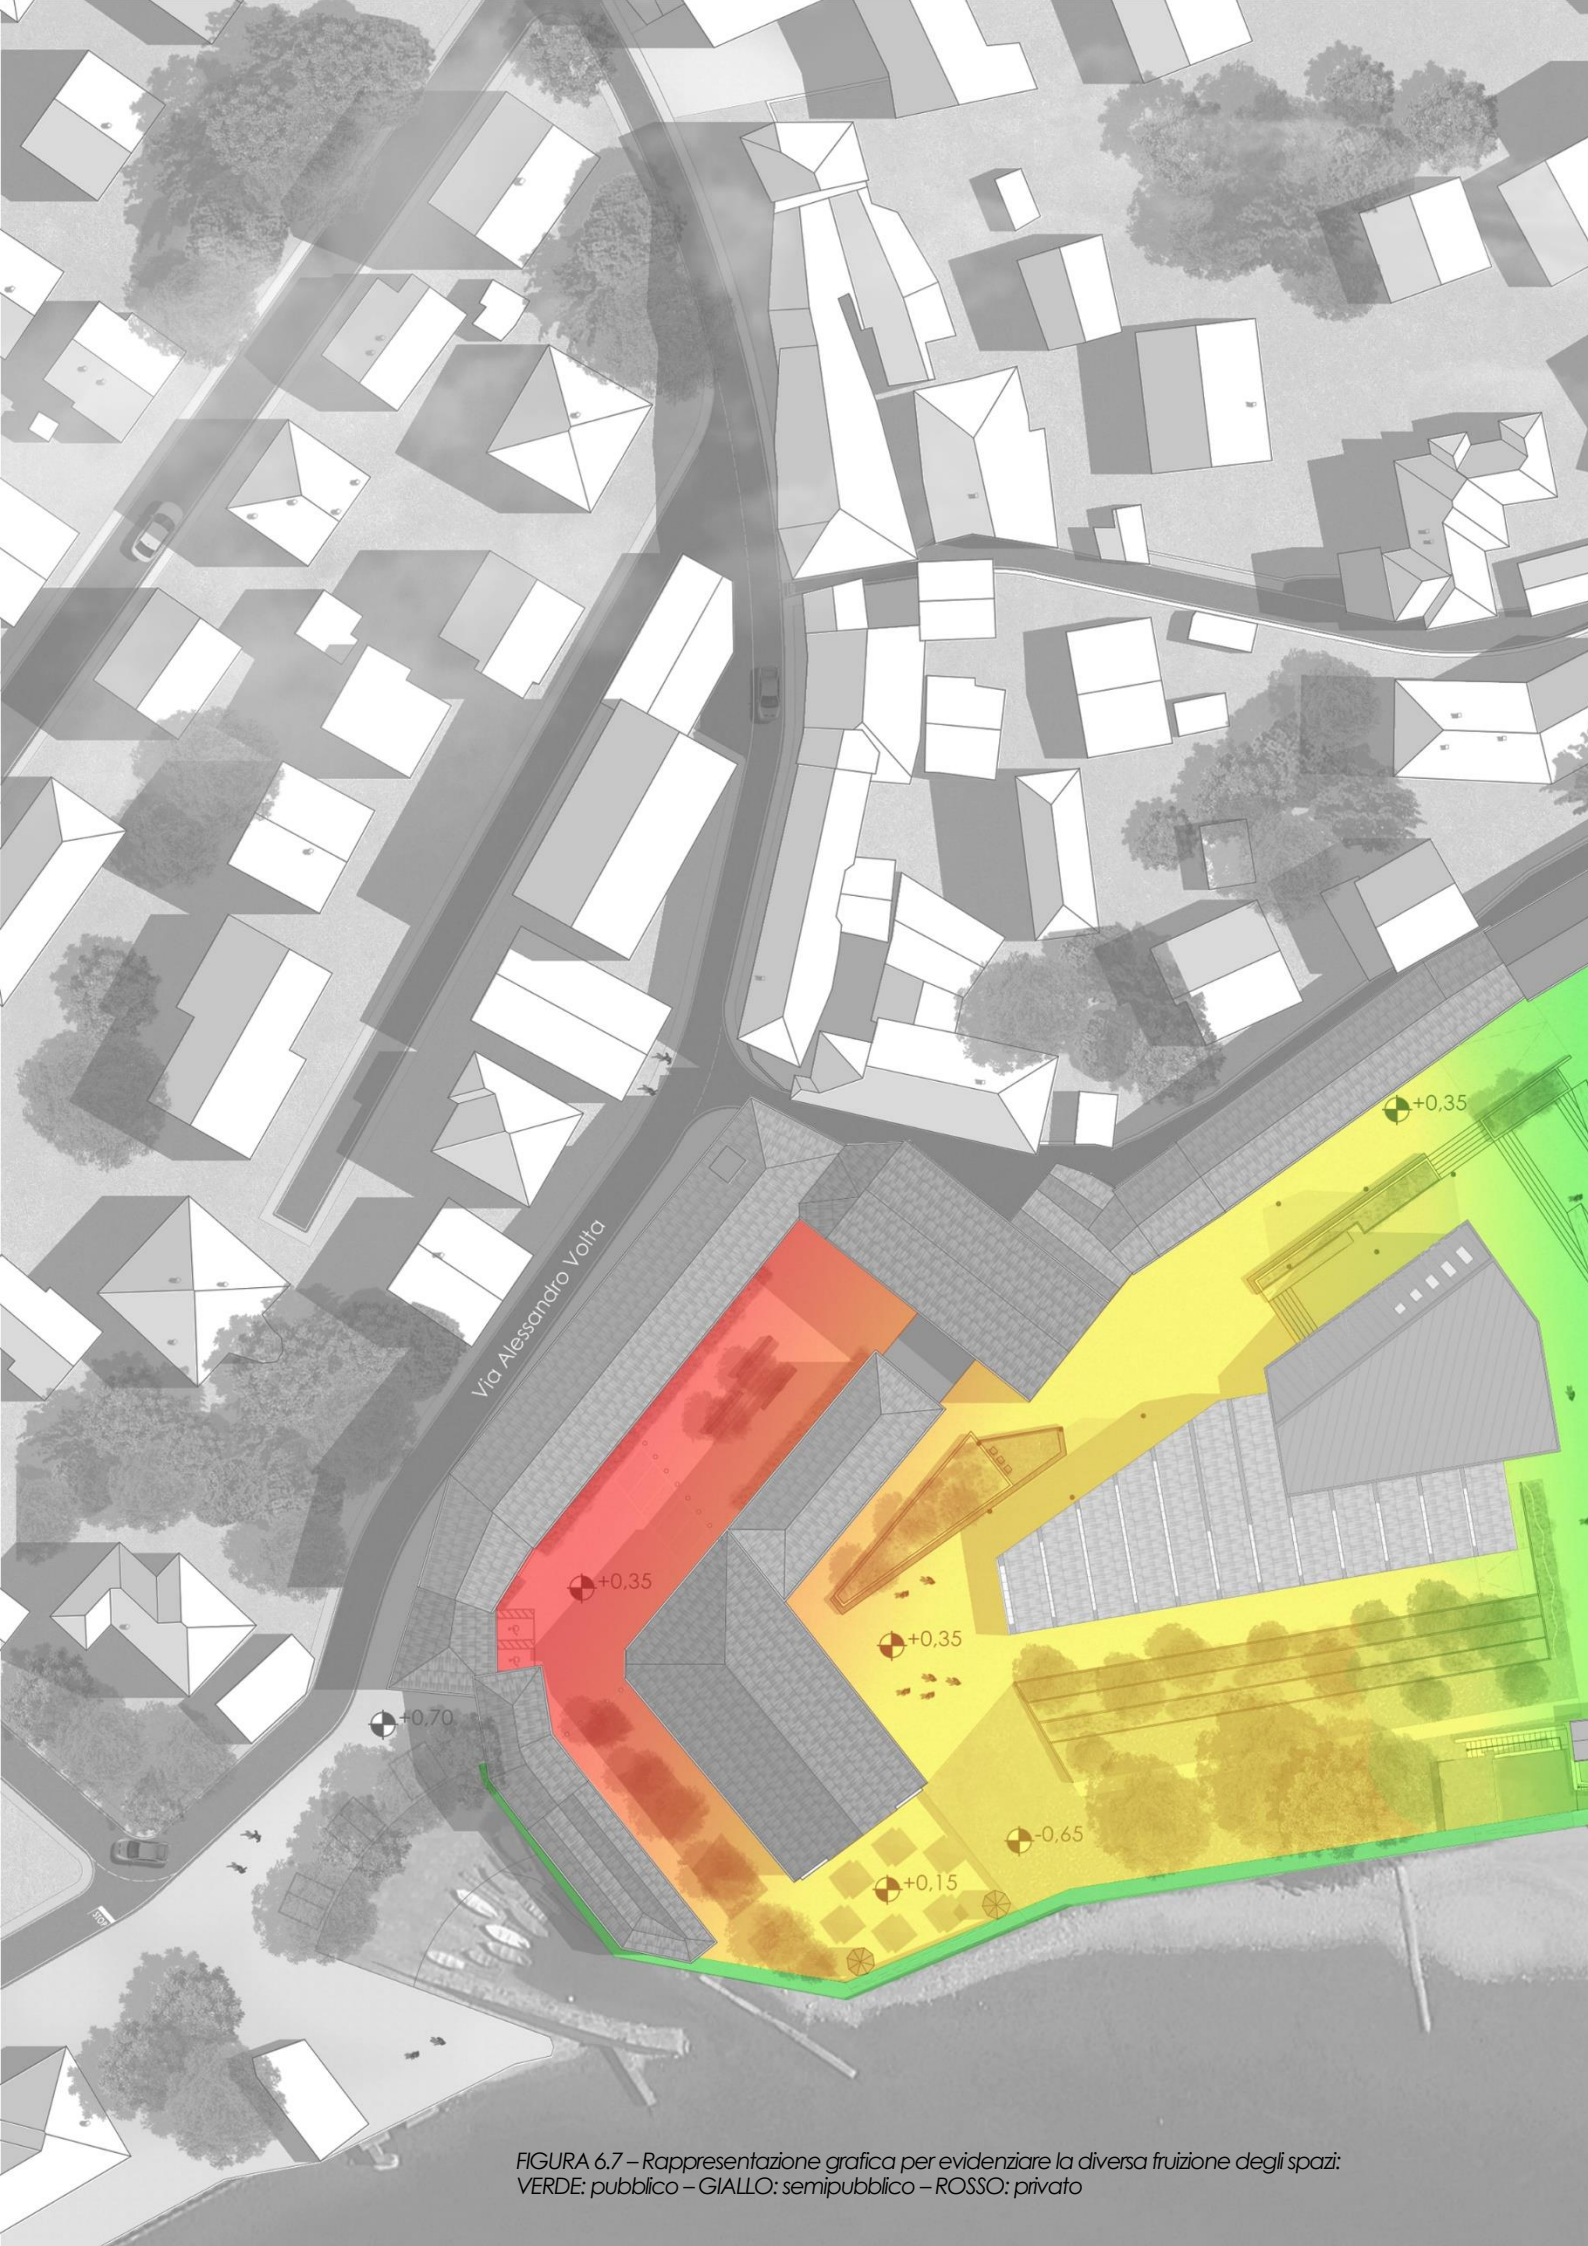 +0,35
Via Alessandro Volta
+0,35
+0,35
+0,70
-0,65
+0,15
STOP
FIGURA 6.7 – Rappresentazione grafica per evidenziare la diversa fruizione degli spazi:
VERDE: pubblico – GIALLO: semipubblico – ROSSO: privato